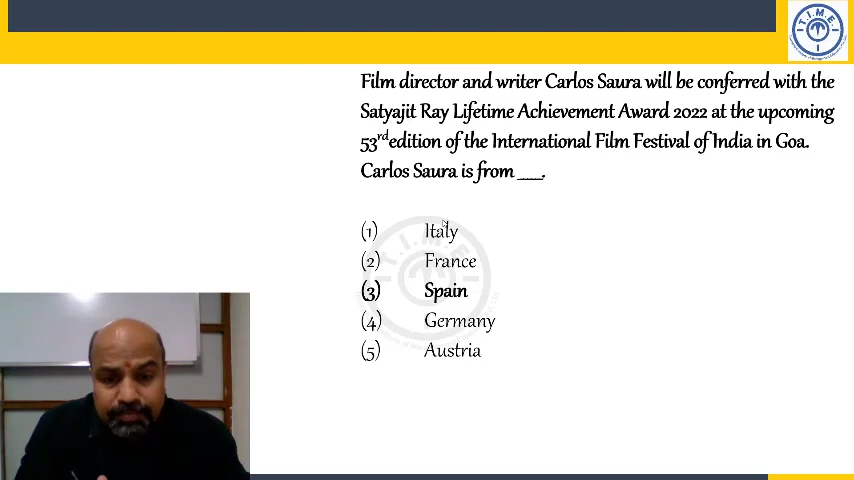 T.I.M.E.
Film director and writer Carlos Saura will be conferred with the
Satyajit Ray Lifetime Achievement Award 2022 at the upcoming
53rd edition of the International Film Festival of India in Goa.
Carlos Saura is from ____.
(1) Italy
(2) France
(3) Spain
(4) Germany
(5) Austria
T.I.M.E.